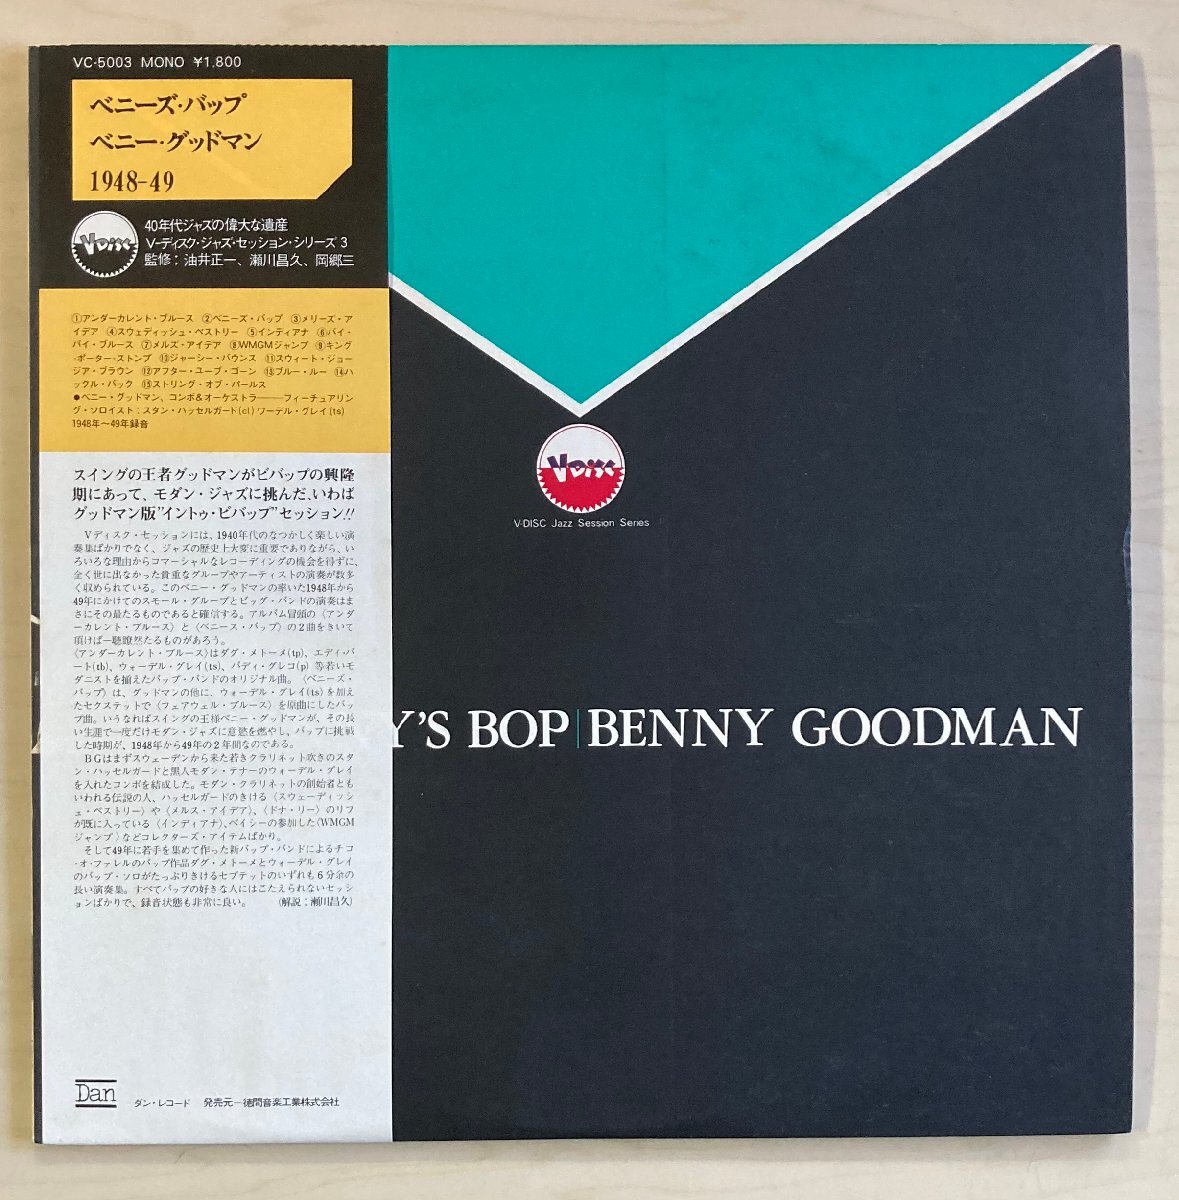 VC-5003 MONO ¥1,800
ベニーズ・バップ
ベニー・グッドマン
1948-49
V DISC
40年代ジャズの偉大な遺産
V-ディスク・ジャズ・セッション・シリーズ 3
監修：油井正一、瀬川昌久、岡郷三
①アンダーカレント・ブルース ②ベニーズ・バップ ③メリーズ・ア
イデア ④スウェディッシュ・ペストリー ⑤インディアナ ⑥バイ・
バイ・ブルース ⑦メルズ・アイデア ⑧WMGMジャンプ ⑨キング
・ポーター・ストンプ ⑩ジャーシー・バウンス ⑪スウィート・ジョー
ジア・ブラウン ⑫アフター・ユーブ・ゴーン ⑬ブルー・ルー ⑭ハ
ックル・バック ⑮ストリング・オブ・パールス
●ベニー・グッドマン、コンボ&オーケストラ——フィーチュアリン
グ・ソロイスト：スタン・ハッセルガード(cl)ワーデル・グレイ(ts)
1948年〜49年録音
スイングの王者グッドマンがビバップの興隆
期にあって、モダン・ジャズに挑んだ、いわば
グッドマン版"イントゥ・ビバップ"セッション!!
Vディスク・セッションには、1940年代のなつかしく楽しい演
奏集ばかりでなく、ジャズの歴史上大変に重要でありながら、い
ろいろな理由からコマーシャルなレコーディングの機会を得ずに、
全く世に出なかった貴重なグループやアーティストの演奏が数多
く収められている。このベニー・グッドマンの率いた1948年から
49年にかけてのスモール・グループとビッグ・バンドの演奏はま
さにその最たるものであると確信する。アルバム冒頭の〈アンダ
ーカレント・ブルース〉と〈ベニース・バップ〉の2曲をきいて
頂けば一聴瞭然たるものがあろう。
〈アンダーカレント・ブルース〉はダグ・メトーメ(tp)、エディ・バ
ート(tb)、ウォーデル・グレイ(ts)、バディ・グレコ(p) 等若いモ
ダニストを揃えたバップ・バンドのオリジナル曲。〈ベニーズ・
バップ〉は、グッドマンの他に、ウォーデル・グレイ(ts)を加え
たセクステットで〈フェアウェル・ブルース〉を原曲にしたバッ
プ曲。いうなればスイングの王様ベニー・グッドマンが、その長
い生涯で一度だけモダン・ジャズに意慾を燃やし、バップに挑戦
した時期が、1948年から49年の2年間なのである。
BGはまずスウェーデンから来た若きクラリネット吹きのスタ
ン・ハッセルガードと黒人モダン・テナーのウォーデル・グレイ
を入れたコンボを結成した。モダン・クラリネットの創始者とも
いわれる伝説の人、ハッセルガードのきける〈スウェーディッシ
ュ・ペストリー〉や〈メルス・アイデア〉、〈ドナ・リー〉のリフ
が既に入っている〈インディアナ〉、ベイシーの参加した〈WMGM
ジャンプ〉などコレクターズ・アイテムばかり。
そして49年に若手を集めて作った新バップ・バンドによるチコ
・オ・ファレルのバップ作品ダグ・メトーメとウォーデル・グレイ
のバップ・ソロがたっぷりきけるセプテットのいずれも6分余の
長い演奏集。すべてバップの好きな人にはこたえられないセッシ
ョンばかりで、録音状態も非常に良い。 (解説：瀬川昌久)
Dan ダン・レコード 発売元—徳間音楽工業株式会社
V DISC
V-DISC Jazz Session Series
Y'S BOP|BENNY GOODMAN